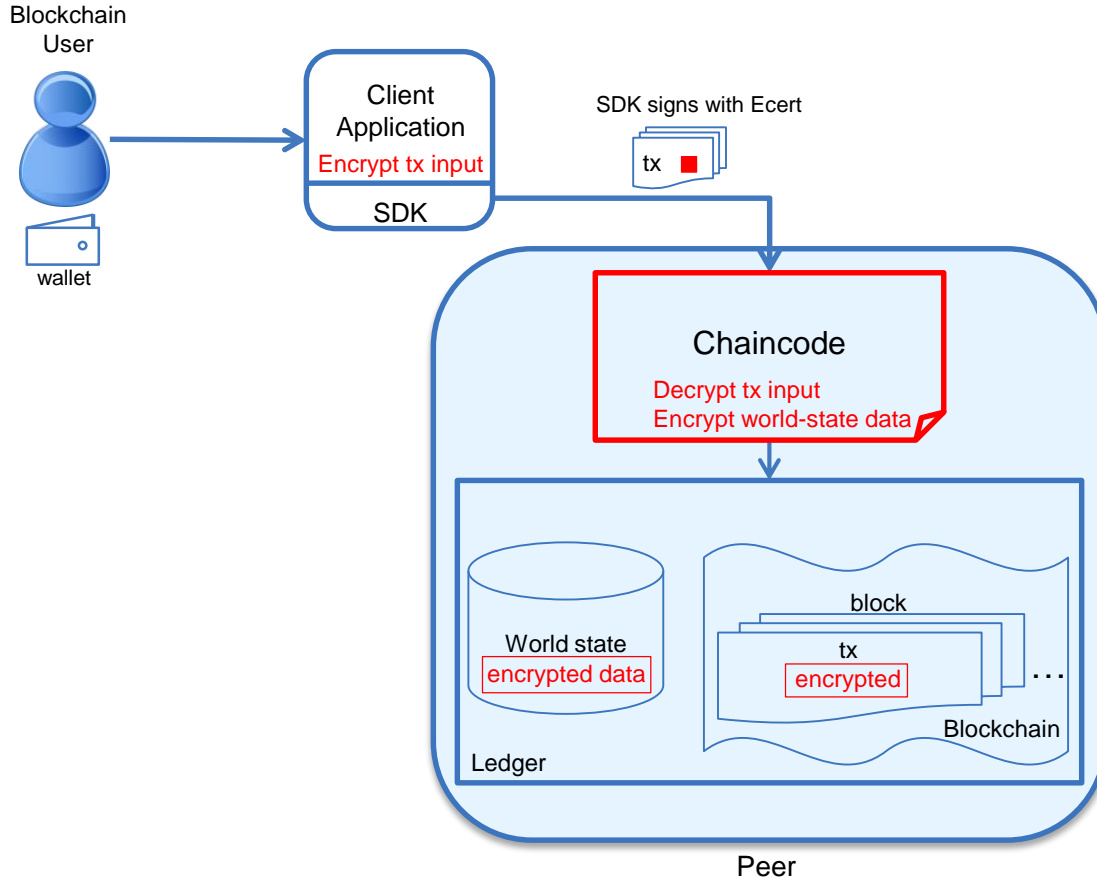 Blockchain
User
wallet
Client
Application
Encrypt tx input
SDK
SDK signs with Ecert
tx
Chaincode
Decrypt tx input
Encrypt world-state data
World state
encrypted data
block
tx
encrypted
...
Blockchain
Ledger
Peer